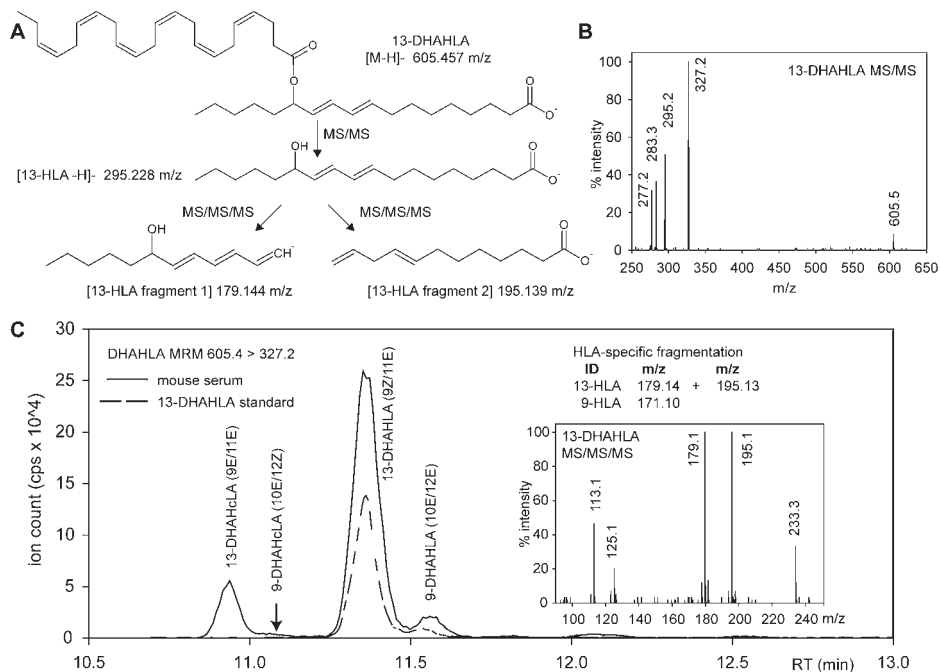 A
O
O
13-DHAHLA
[M-H]- 605.457 m/z
O
O-
MS/MS
OH
O
O-
[13-HLA -H]- 295.228 m/z
MS/MS/MS
MS/MS/MS
OH
CH-
O
O-
[13-HLA fragment 1] 179.144 m/z
[13-HLA fragment 2] 195.139 m/z
B
13-DHAHLA MS/MS
% intensity
100
80
60
40
20
0
277.2
283.3
295.2
327.2
605.5
250 300 350 400 450 500 550 600 650
m/z
C
DHAHLA MRM 605.4 > 327.2
mouse serum
13-DHAHLA standard
ion count (cps x 10^4)
30
25
20
15
10
5
0
13-DHAHcLA (9E/11E)
9-DHAHcLA (10E/12Z)
13-DHAHLA (9Z/11E)
9-DHAHLA (10E/12E)
10.5 11.0 11.5 12.0 12.5 13.0
RT (min)
HLA-specific fragmentation
ID m/z m/z
13-HLA 179.14 + 195.13
9-HLA 171.10
13-DHAHLA
MS/MS/MS
% intensity
100
80
60
40
20
0
113.1
125.1
179.1
195.1
233.3
100 120 140 160 180 200 220 m/z